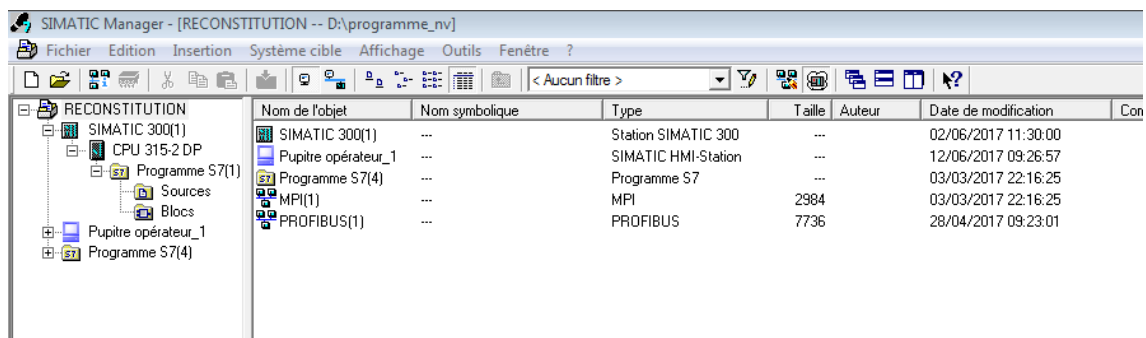 SIMATIC Manager - [RECONSTITUTION -- D:\programme_nv]
Fichier Edition Insertion Système cible Affichage Outils Fenêtre ?
< Aucun filtre >
RECONSTITUTION
SIMATIC 300(1)
CPU 315-2 DP
Programme S7(1)
Sources
Blocs
Pupitre opérateur_1
Programme S7(4)
Nom de l'objet Nom symbolique Type Taille Auteur Date de modification Com
SIMATIC 300(1) --- Station SIMATIC 300 --- 02/06/2017 11:30:00
Pupitre opérateur_1 --- SIMATIC HMI-Station --- 12/06/2017 09:26:57
Programme S7(4) --- Programme S7 --- 03/03/2017 22:16:25
MPI(1) --- MPI 2984 03/03/2017 22:16:25
PROFIBUS(1) --- PROFIBUS 7736 28/04/2017 09:23:01